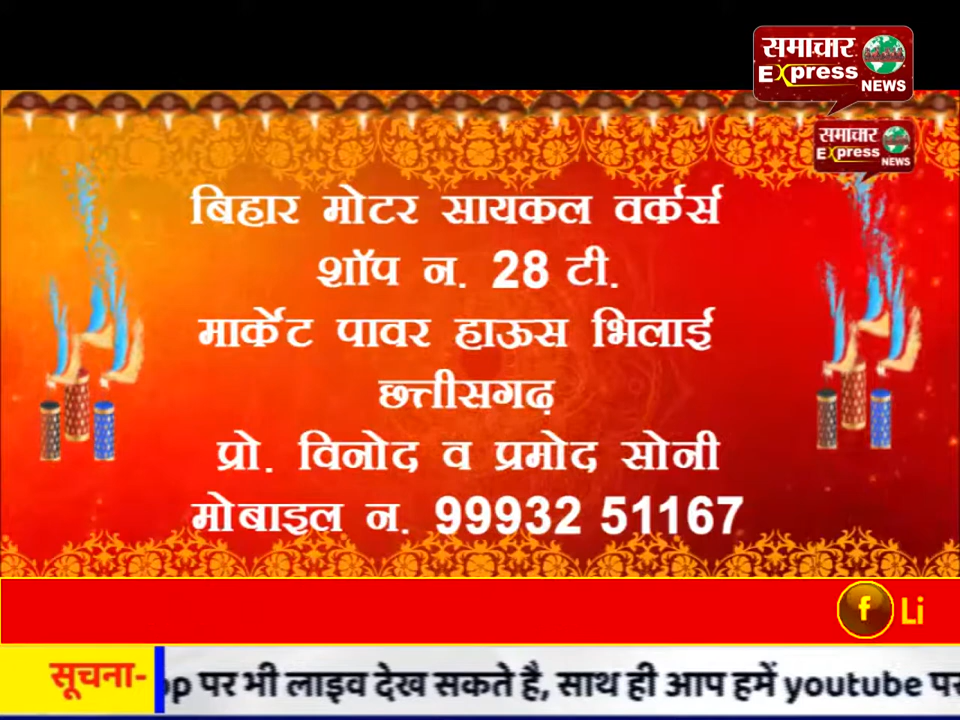 समाचार
Express
NEWS
समाचार
Express
NEWS
बिहार मोटर सायकल वर्कर्स
शॉप न. 28 टी.
मार्केट पावर हाऊस भिलाई
छत्तीसगढ़
प्रो. विनोद व प्रमोद सोनी
मोबाइल न. 99932 51167
f Li
सूचना- pp पर भी लाइव देख सकते है, साथ ही आप हमें youtube पर